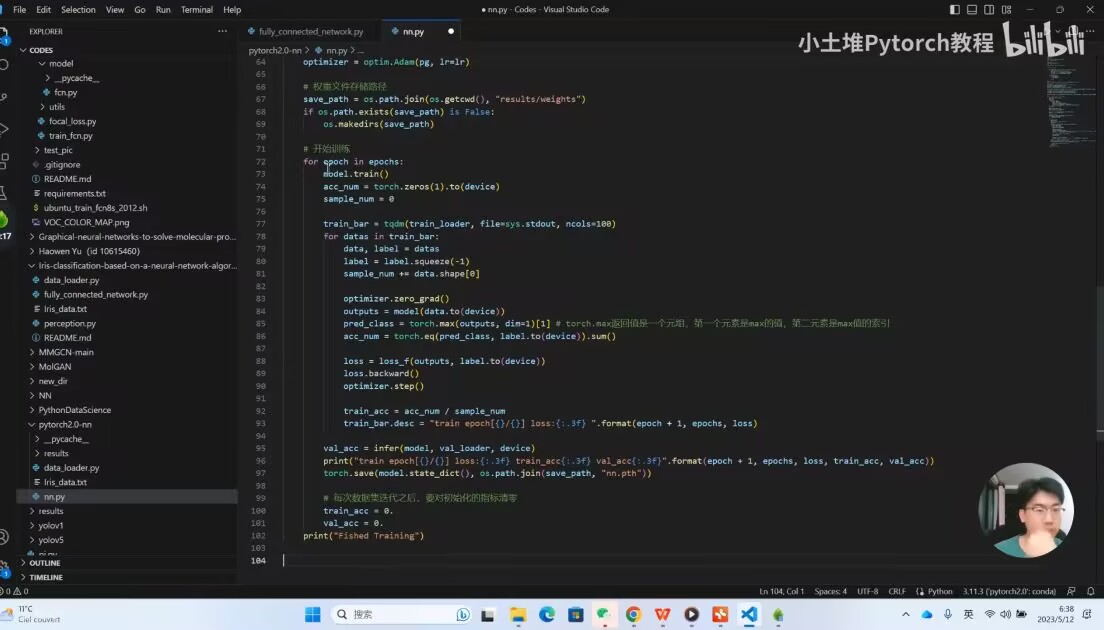 File Edit Selection View Go Run Terminal Help
● nn.py - Codes - Visual Studio Code
EXPLORER
fully_connected_network.py
nn.py
小土堆Pytorch教程 bilibili
CODES
pytorch2.0-nn > nn.py > ...
model
__pycache__
fcn.py
utils
focal_loss.py
train_fcn.py
test_pic
.gitignore
README.md
requirements.txt
ubuntu_train_fcn8s_2012.sh
VOC_COLOR_MAP.png
Graphical-neural-networks-to-solve-molecular-pro...
Haowen Yu (id 10615460)
Iris-classification-based-on-a-neural-network-algor...
data_loader.py
fully_connected_network.py
Iris_data.txt
perception.py
README.md
MMGCN-main
MolGAN
new_dir
NN
PythonDataScience
pytorch2.0-nn
__pycache__
results
data_loader.py
Iris_data.txt
nn.py
results
yolov1
yolov5
OUTLINE
TIMELINE
64 optimizer = optim.Adam(pg, lr=lr)
65
66 # 权重文件存储路径
67 save_path = os.path.join(os.getcwd(), "results/weights")
68 if os.path.exists(save_path) is False:
69 os.makedirs(save_path)
70
71 # 开始训练
72 for epoch in epochs:
73 model.train()
74 acc_num = torch.zeros(1).to(device)
75 sample_num = 0
76
77 train_bar = tqdm(train_loader, file=sys.stdout, ncols=100)
78 for datas in train_bar:
79 data, label = datas
80 label = label.squeeze(-1)
81 sample_num += data.shape[0]
82
83 optimizer.zero_grad()
84 outputs = model(data.to(device))
85 pred_class = torch.max(outputs, dim=1)[1] # torch.max返回值是一个元组，第一个元素是max的值，第二元素是max值的索引
86 acc_num = torch.eq(pred_class, label.to(device)).sum()
87
88 loss = loss_f(outputs, label.to(device))
89 loss.backward()
90 optimizer.step()
91
92 train_acc = acc_num / sample_num
93 train_bar.desc = "train epoch[{}/{}] loss:{:.3f} ".format(epoch + 1, epochs, loss)
94
95 val_acc = infer(model, val_loader, device)
96 print("train epoch[{}/{}] loss:{:.3f} train_acc{:.3f} val_acc{:.3f}".format(epoch + 1, epochs, loss, train_acc, val_acc))
97 torch.save(model.state_dict(), os.path.join(save_path, "nn.pth"))
98
99 # 每次数据集迭代之后，要对初始化的指标清零
100 train_acc = 0.
101 val_acc = 0.
102 print("Fished Training")
103
104
0 0
Ln 104, Col 1 Spaces: 4 UTF-8 CRLF Python 3.11.3 ('pytorch2.0': conda)
11°C
Ciel couvert
搜索
英
6:38
2023/5/12